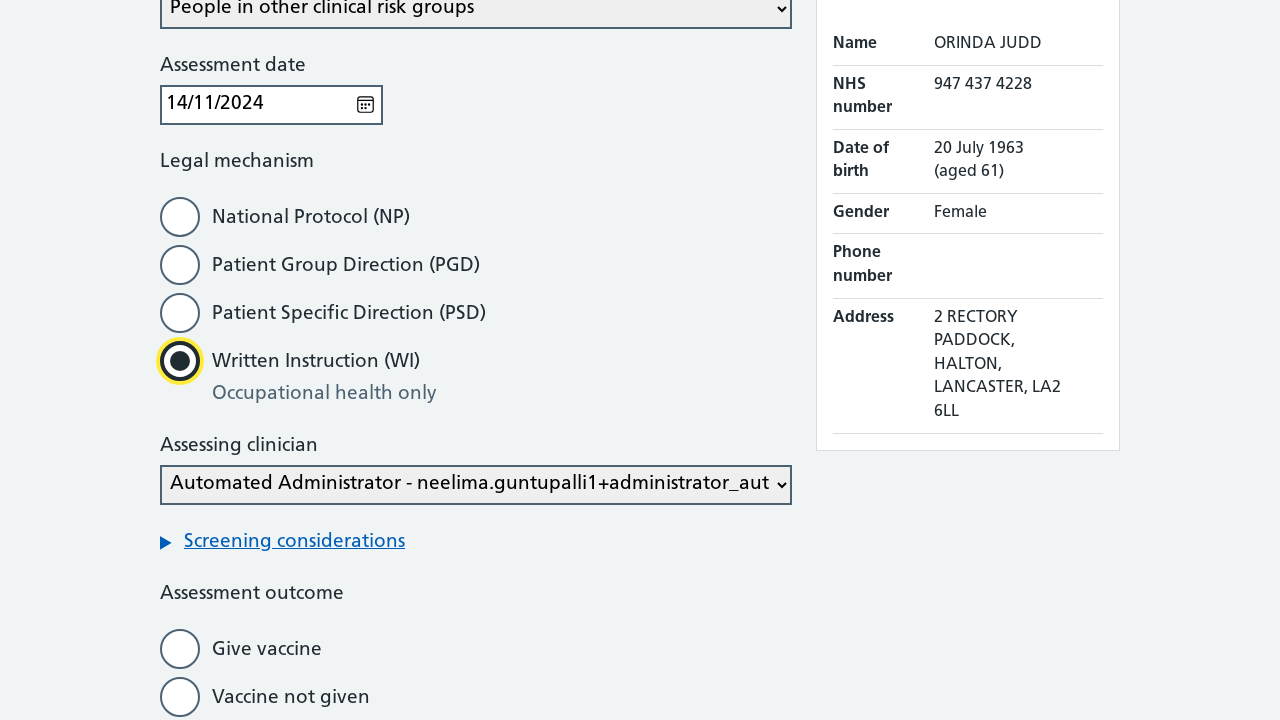 People in other clinical risk groups
Assessment date
14/11/2024
Legal mechanism
National Protocol (NP)
Patient Group Direction (PGD)
Patient Specific Direction (PSD)
Written Instruction (WI)
Occupational health only
Assessing clinician
Automated Administrator - neelima.guntupalli1+administrator_aut
Screening considerations
Assessment outcome
Give vaccine
Vaccine not given
Name ORINDA JUDD
NHS number 947 437 4228
Date of birth 20 July 1963
(aged 61)
Gender Female
Phone number
Address 2 RECTORY
PADDOCK,
HALTON,
LANCASTER, LA2
6LL